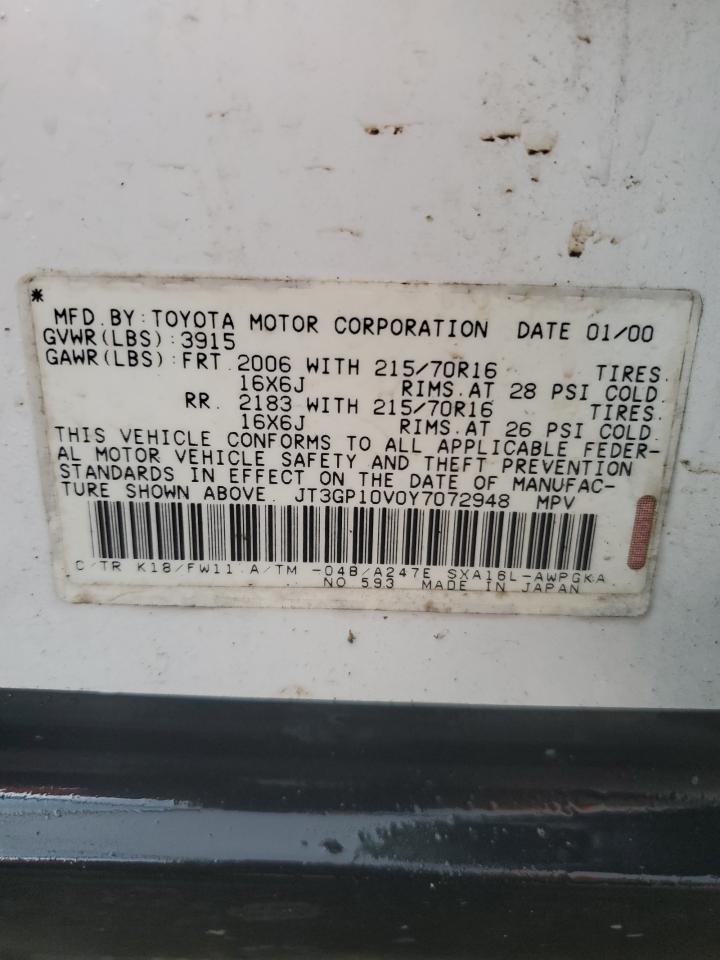 *
MFD. BY: TOYOTA MOTOR CORPORATION DATE 01/00
GVWR(LBS): 3915
GAWR(LBS): FRT. 2006 WITH 215/70R16 TIRES.
16X6J RIMS. AT 28 PSI COLD.
RR. 2183 WITH 215/70R16 TIRES.
16X6J RIMS. AT 26 PSI COLD.
THIS VEHICLE CONFORMS TO ALL APPLICABLE FEDER-
AL MOTOR VEHICLE SAFETY AND THEFT PREVENTION
STANDARDS IN EFFECT ON THE DATE OF MANUFAC-
TURE SHOWN ABOVE. JT3GP10V0Y7072948 MPV
C/TR K18/FW11 A/TM -04B/A247E SXA16L-AWPGKA
NO 593 MADE IN JAPAN